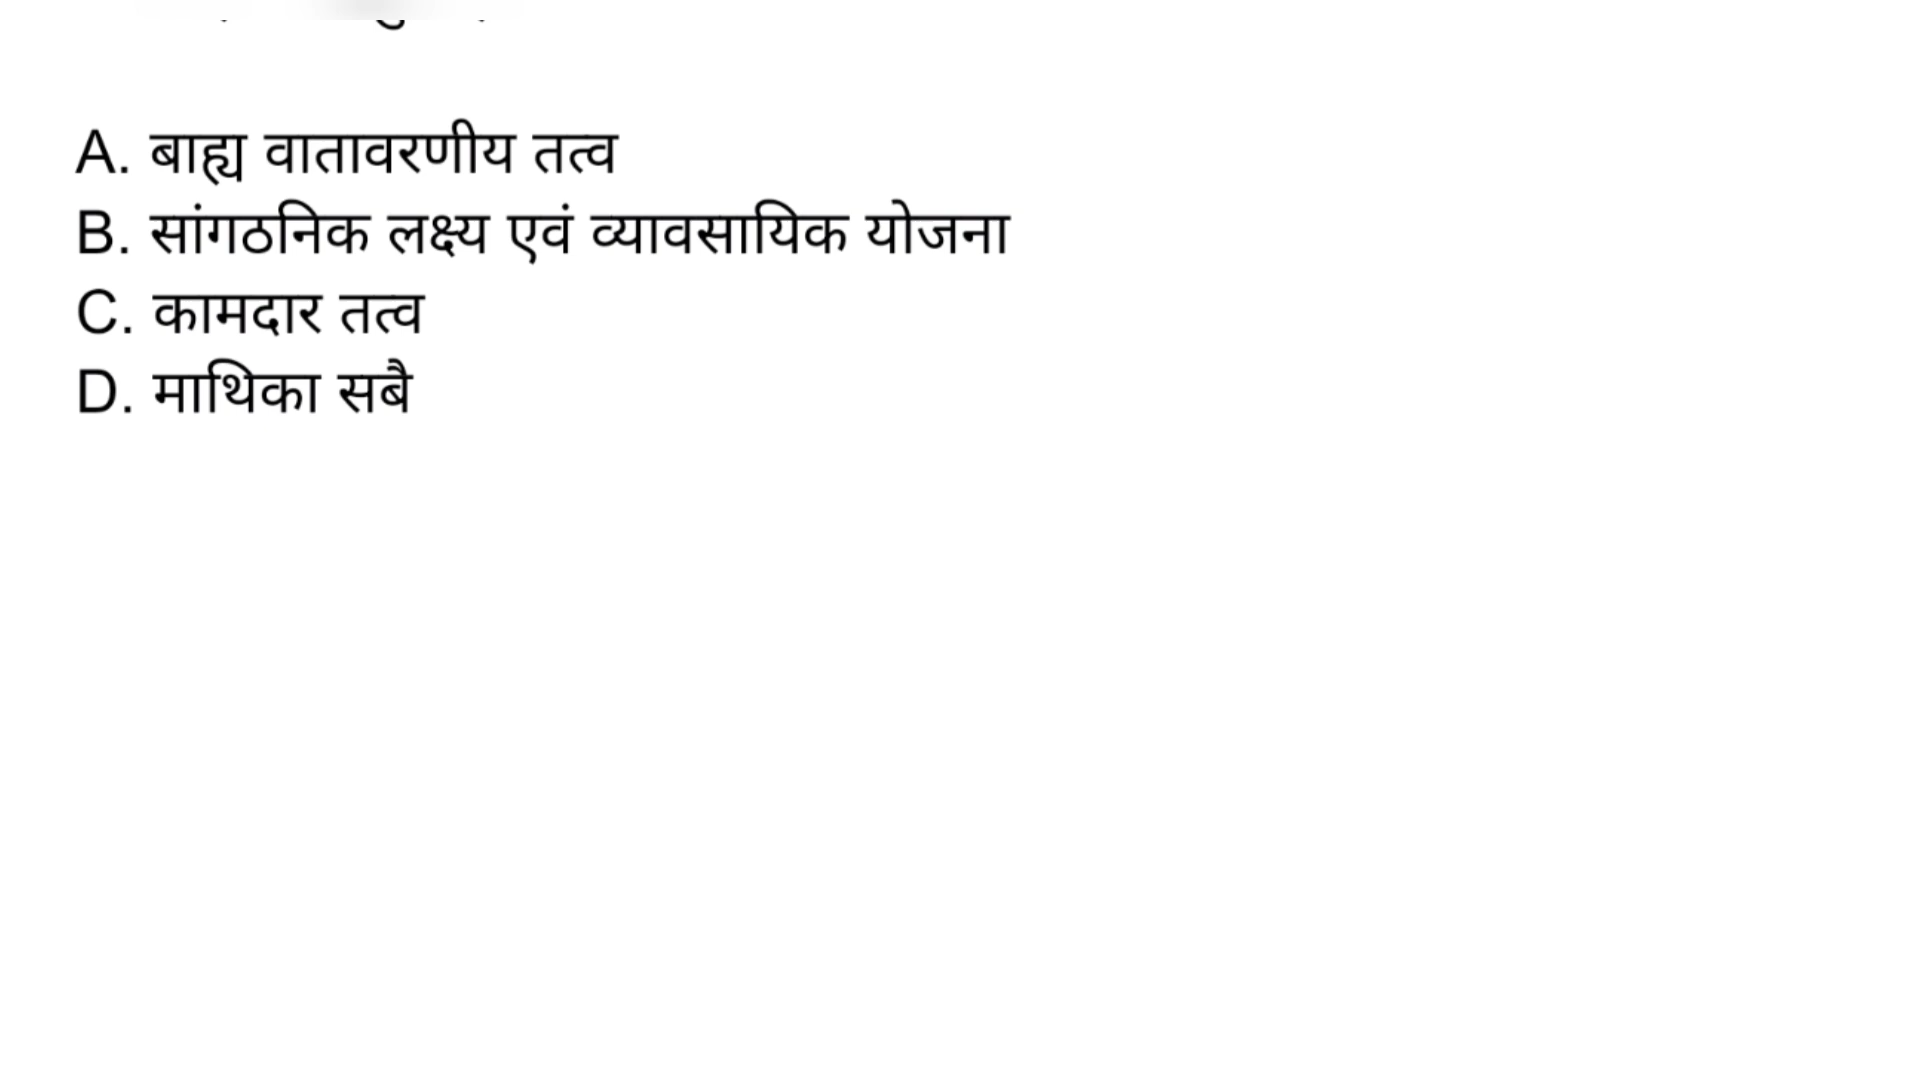 A. बाह्य वातावरणीय तत्व
B. सांगठनिक लक्ष्य एवं व्यावसायिक योजना
C. कामदार तत्व
D. माथिका सबै